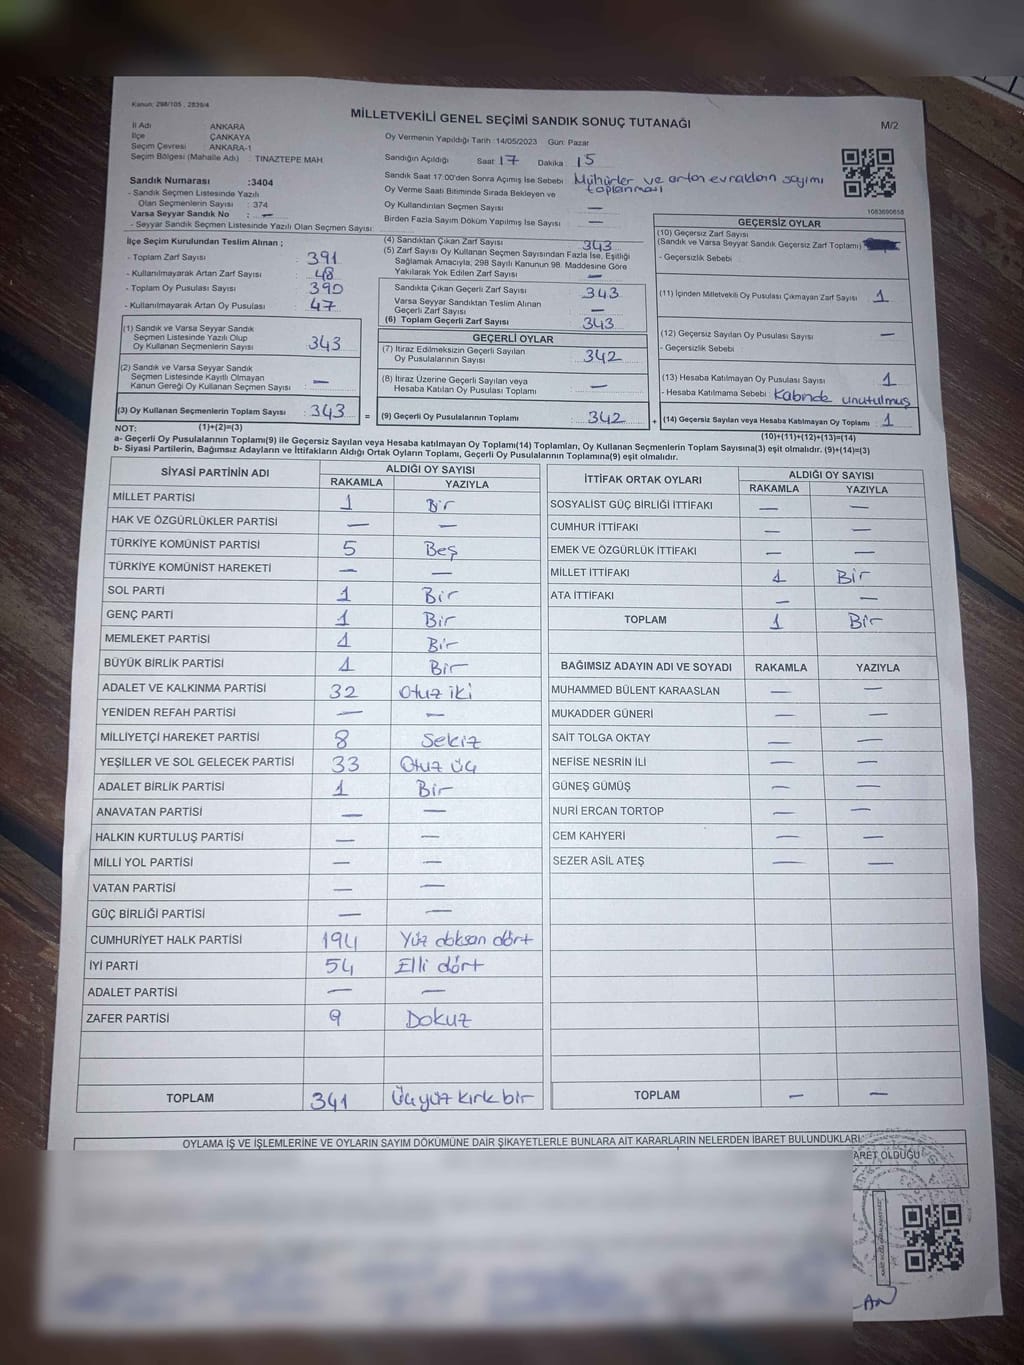 Kanun: 298/105 , 2839/4
MİLLETVEKİLİ GENEL SEÇİMİ SANDIK SONUÇ TUTANAĞI
M/2
İl Adı ANKARA
İlçe ÇANKAYA
Seçim Çevresi : ANKARA-1
Seçim Bölgesi (Mahalle Adı) : TINAZTEPE MAH
Sandık Numarası :3404
- Sandık Seçmen Listesinde Yazılı
Olan Seçmenlerin Sayısı : 374
Varsa Seyyar Sandık No : —
- Seyyar Sandık Seçmen Listesinde Yazılı Olan Seçmen Sayısı:
Oy Vermenin Yapıldığı Tarih :14/05/2023 Gün: Pazar
Sandığın Açıldığı Saat 17 Dakika 15
Sandık Saat 17:00'den Sonra Açımış İse Sebebi: Mühürler ve artan evrakların sayımı
toplanması
Oy Verme Saati Bitiminde Sırada Bekleyen ve
Oy Kullandırılan Seçmen Sayısı : —
Birden Fazla Sayım Döküm Yapılmış İse Sayısı : —
1083690658
İlçe Seçim Kurulundan Teslim Alınan ;
- Toplam Zarf Sayısı : 391
- Kullanılmayarak Artan Zarf Sayısı : 48
- Toplam Oy Pusulası Sayısı : 390
- Kullanılmayarak Artan Oy Pusulası : 47
(1) Sandık ve Varsa Seyyar Sandık
Seçmen Listesinde Yazılı Olup
Oy Kullanan Seçmenlerin Sayısı : 343
(2) Sandık ve Varsa Seyyar Sandık
Seçmen Listesinde Kayıtlı Olmayan
Kanun Gereği Oy Kullanan Seçmen Sayısı : —
(3) Oy Kullanan Seçmenlerin Toplam Sayısı : 343 =
(4) Sandıktan Çıkan Zarf Sayısı : 343
(5) Zarf Sayısı Oy Kullanan Seçmen Sayısından Fazla İse, Eşitliği
Sağlamak Amacıyla, 298 Sayılı Kanunun 98. Maddesine Göre
Yakılarak Yok Edilen Zarf Sayısı : —
Sandıkta Çıkan Geçerli Zarf Sayısı : 343
Varsa Seyyar Sandıktan Teslim Alınan
Geçerli Zarf Sayısı : —
(6) Toplam Geçerli Zarf Sayısı : 343
GEÇERLİ OYLAR
(7) İtiraz Edilmeksizin Geçerli Sayılan
Oy Pusulalarının Sayısı : 342
(8) İtiraz Üzerine Geçerli Sayılan veya
Hesaba Katılan Oy Pusulası Toplamı : —
(9) Geçerli Oy Pusulalarının Toplamı : 342 +
GEÇERSİZ OYLAR
(10) Geçersiz Zarf Sayısı
(Sandık ve Varsa Seyyar Sandık Geçersiz Zarf Toplamı)
- Geçersizlik Sebebi
(11) İçinden Milletvekili Oy Pusulası Çıkmayan Zarf Sayısı : 1
(12) Geçersiz Sayılan Oy Pusulası Sayısı : —
- Geçersizlik Sebebi
(13) Hesaba Katılmayan Oy Pusulası Sayısı : 1
- Hesaba Katılmama Sebebi : Kabinde unutulmuş
(14) Geçersiz Sayılan veya Hesaba Katılmayan Oy Toplamı : 1
NOT: (1)+(2)=(3) (10)+(11)+(12)+(13)=(14)
a- Geçerli Oy Pusulalarının Toplamı(9) ile Geçersiz Sayılan veya Hesaba katılmayan Oy Toplamı(14) Toplamları, Oy Kullanan Seçmenlerin Toplam Sayısına(3) eşit olmalıdır. (9)+(14)=(3)
b- Siyasi Partilerin, Bağımsız Adayların ve İttifakların Aldığı Ortak Oyların Toplamı, Geçerli Oy Pusulalarının Toplamına(9) eşit olmalıdır.
SİYASİ PARTİNİN ADI ALDIĞI OY SAYISI
RAKAMLA YAZIYLA
MİLLET PARTİSİ 1 Bir
HAK VE ÖZGÜRLÜKLER PARTİSİ — —
TÜRKİYE KOMÜNİST PARTİSİ 5 Beş
TÜRKİYE KOMÜNİST HAREKETİ — —
SOL PARTİ 1 Bir
GENÇ PARTİ 1 Bir
MEMLEKET PARTİSİ 1 Bir
BÜYÜK BİRLİK PARTİSİ 1 Bir
ADALET VE KALKINMA PARTİSİ 32 Otuz iki
YENİDEN REFAH PARTİSİ — —
MİLLİYETÇİ HAREKET PARTİSİ 8 Sekiz
YEŞİLLER VE SOL GELECEK PARTİSİ 33 Otuz üç
ADALET BİRLİK PARTİSİ 1 Bir
ANAVATAN PARTİSİ — —
HALKIN KURTULUŞ PARTİSİ — —
MİLLİ YOL PARTİSİ — —
VATAN PARTİSİ — —
GÜÇ BİRLİĞİ PARTİSİ — —
CUMHURİYET HALK PARTİSİ 194 Yüz doksan dört
İYİ PARTİ 54 Elli dört
ADALET PARTİSİ — —
ZAFER PARTİSİ 9 Dokuz
TOPLAM 341 Üçyüz kırk bir
İTTİFAK ORTAK OYLARI ALDIĞI OY SAYISI
RAKAMLA YAZIYLA
SOSYALİST GÜÇ BİRLİĞİ İTTİFAKI — —
CUMHUR İTTİFAKI — —
EMEK VE ÖZGÜRLÜK İTTİFAKI — —
MİLLET İTTİFAKI 1 Bir
ATA İTTİFAKI — —
TOPLAM 1 Bir
BAĞIMSIZ ADAYIN ADI VE SOYADI RAKAMLA YAZIYLA
MUHAMMED BÜLENT KARAASLAN — —
MUKADDER GÜNERİ — —
SAİT TOLGA OKTAY — —
NEFİSE NESRİN İLİ — —
GÜNEŞ GÜMÜŞ — —
NURİ ERCAN TORTOP — —
CEM KAHYERİ — —
SEZER ASİL ATEŞ — —
TOPLAM — —
OYLAMA İŞ VE İŞLEMLERİNE VE OYLARIN SAYIM DÖKÜMÜNE DAİR ŞİKAYETLERLE BUNLARA AİT KARARLARIN NELERDEN İBARET BULUNDUKLARI
ARET OLDUĞU